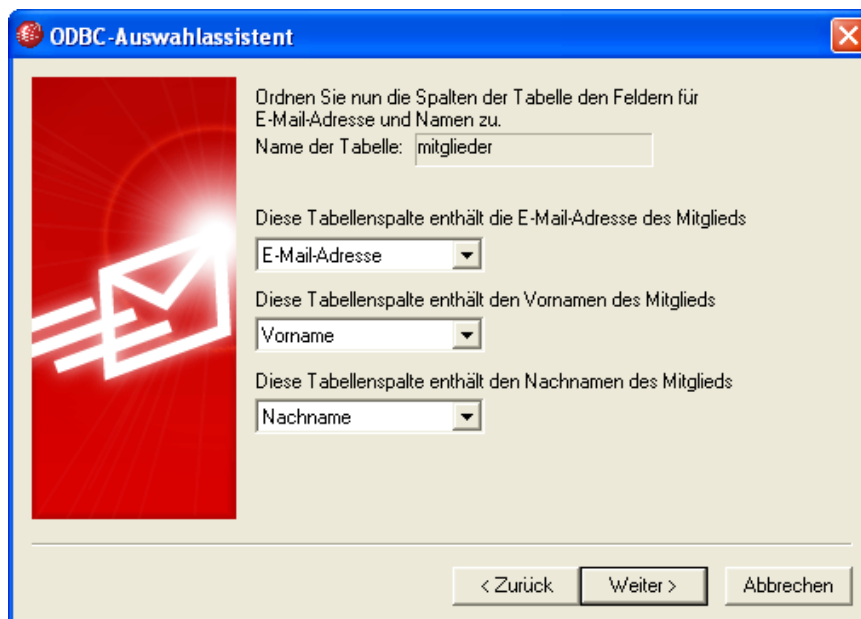 ODBC-Auswahlassistent
Ordnen Sie nun die Spalten der Tabelle den Feldern für
E-Mail-Adresse und Namen zu.
Name der Tabelle: mitglieder
Diese Tabellenspalte enthält die E-Mail-Adresse des Mitglieds
E-Mail-Adresse
Diese Tabellenspalte enthält den Vornamen des Mitglieds
Vorname
Diese Tabellenspalte enthält den Nachnamen des Mitglieds
Nachname
< Zurück Weiter > Abbrechen